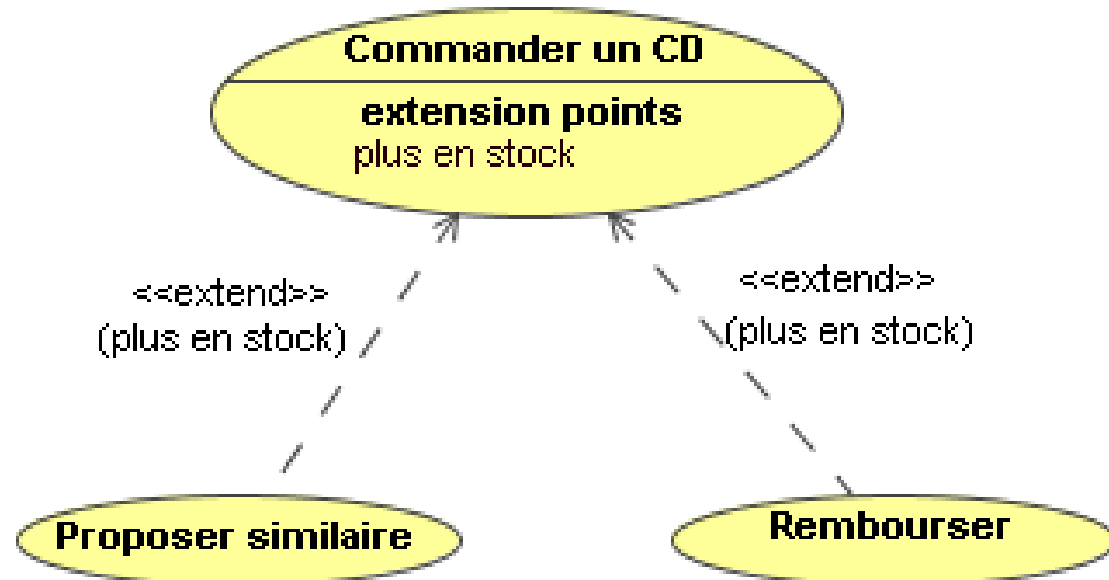 Commander un CD
extension points
plus en stock
<<extend>>
(plus en stock)
<<extend>>
(plus en stock)
Proposer similaire
Rembourser